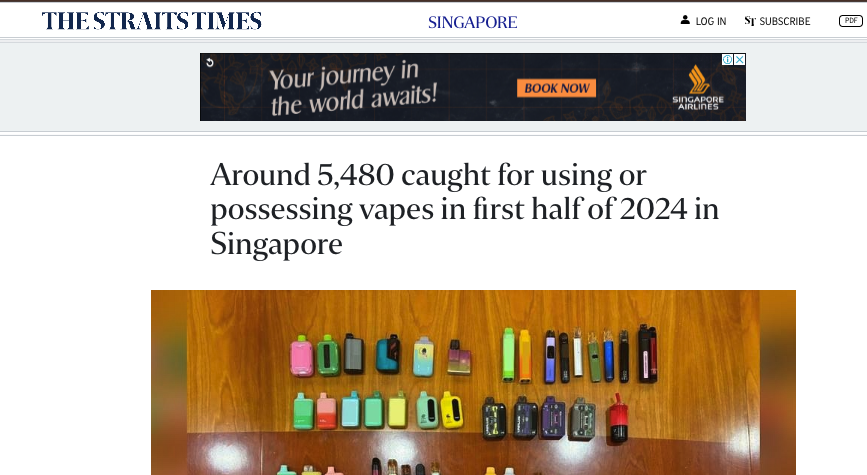 THE STRAITS TIMES
SINGAPORE
LOG IN
ST SUBSCRIBE
PDF
Your journey in
the world awaits!
BOOK NOW
SINGAPORE
AIRLINES
Around 5,480 caught for using or
possessing vapes in first half of 2024 in
Singapore